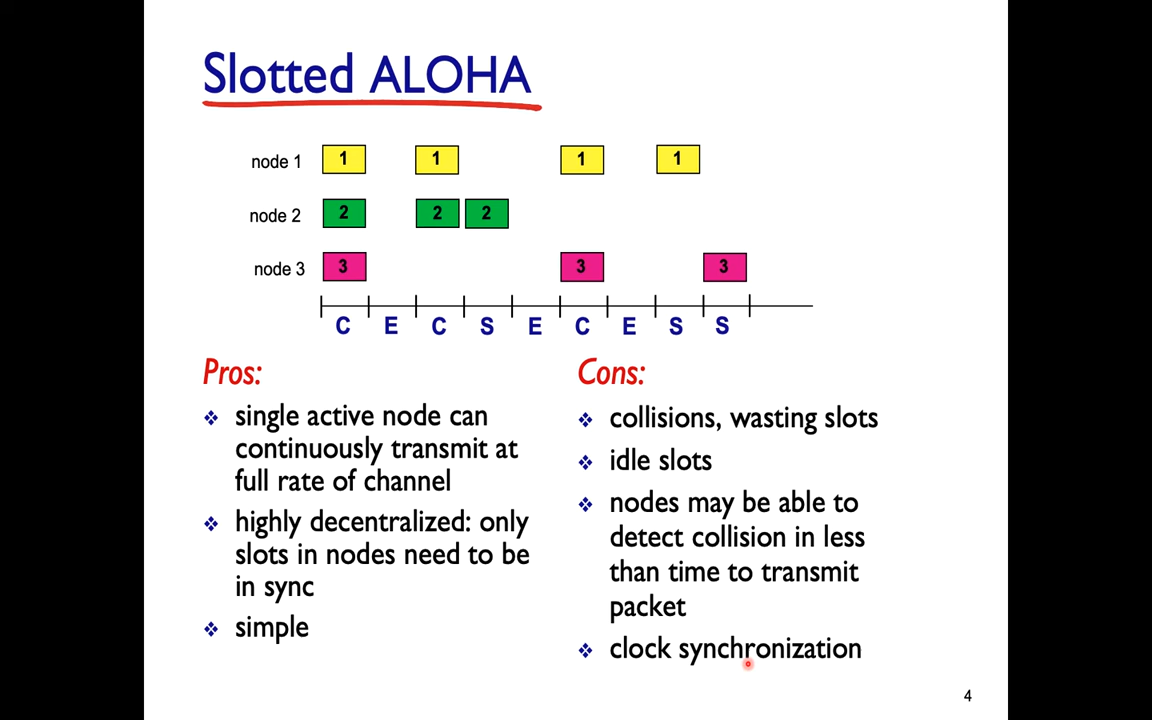 Slotted ALOHA
node 1 1 1 1 1
node 2 2 2 2
node 3 3 3 3
C E C S E C E S S
Pros:
single active node can
continuously transmit at
full rate of channel
highly decentralized: only
slots in nodes need to be
in sync
simple
Cons:
collisions, wasting slots
idle slots
nodes may be able to
detect collision in less
than time to transmit
packet
clock synchronization
4